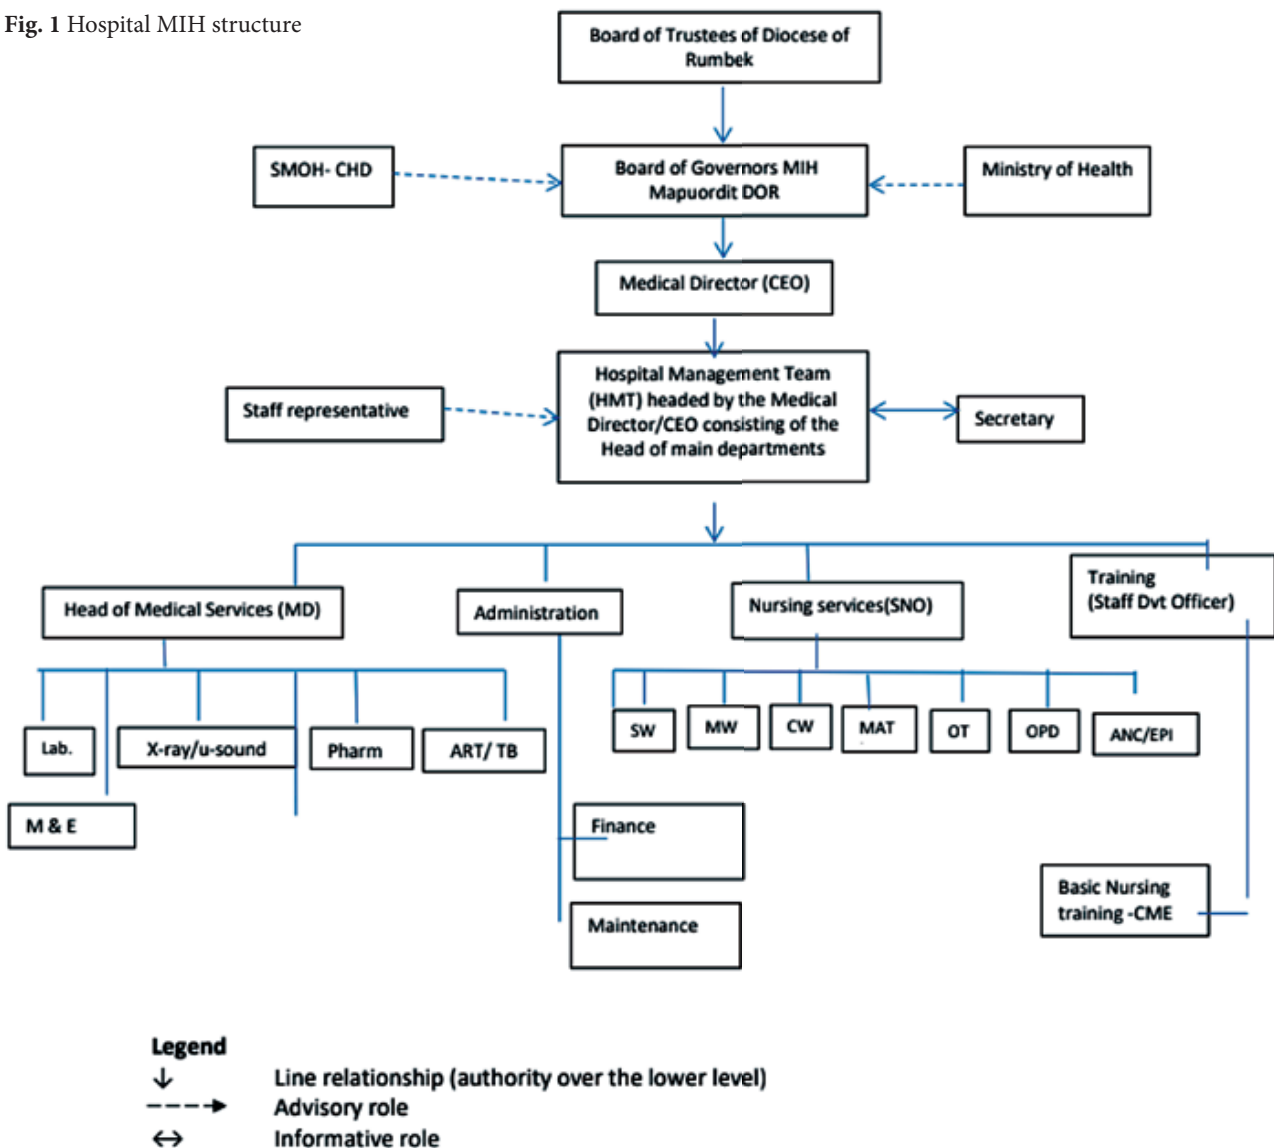 Fig. 1 Hospital MIH structure
Board of Trustees of Diocese of
Rumbek
SMOH- CHD
Board of Governors MIH
Mapuordit DOR
Ministry of Health
Medical Director (CEO)
Staff representative
Hospital Management Team
(HMT) headed by the Medical
Director/CEO consisting of the
Head of main departments
Secretary
Head of Medical Services (MD)
Administration
Nursing services(SNO)
Training
(Staff Dvt Officer)
Lab.
X-ray/u-sound
Pharm
ART/ TB
SW
MW
CW
MAT
OT
OPD
ANC/EPI
M & E
Finance
Maintenance
Basic Nursing
training -CME
Legend
Line relationship (authority over the lower level)
Advisory role
Informative role